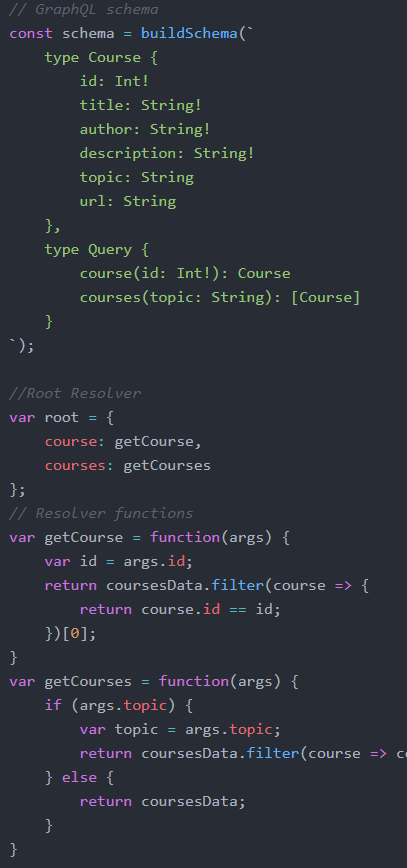 // GraphQL schema
const schema = buildSchema(`
    type Course {
        id: Int!
        title: String!
        author: String!
        description: String!
        topic: String
        url: String
    },
    type Query {
        course(id: Int!): Course
        courses(topic: String): [Course]
    }
`);

//Root Resolver
var root = {
    course: getCourse,
    courses: getCourses
};
// Resolver functions
var getCourse = function(args) {
    var id = args.id;
    return coursesData.filter(course => {
        return course.id == id;
    })[0];
}
var getCourses = function(args) {
    if (args.topic) {
        var topic = args.topic;
        return coursesData.filter(course =>
    } else {
        return coursesData;
    }
}